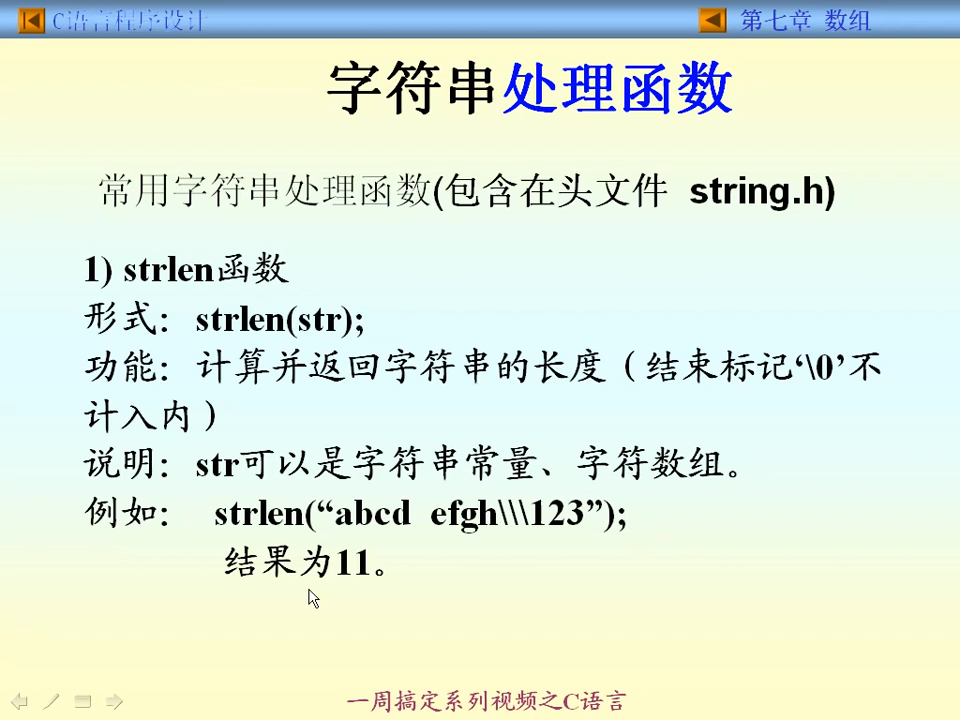 C语言程序设计
第七章 数组
字符串处理函数
常用字符串处理函数(包含在头文件 string.h)
1) strlen函数
形式: strlen(str);
功能: 计算并返回字符串的长度（结束标记‘\0’不
计入内）
说明: str可以是字符串常量、字符数组。
例如: strlen(“abcd efgh\\\123”);
结果为11。
一周搞定系列视频之C语言